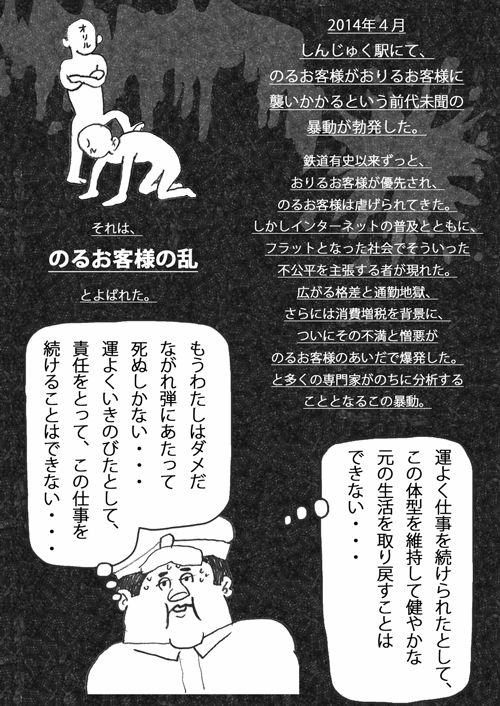 2014年４月
しんじゅく駅にて、
のるお客様がおりるお客様に
襲いかかるという前代未聞の
暴動が勃発した。
鉄道有史以来ずっと、
おりるお客様が優先され、
のるお客様は虐げられてきた。
しかしインターネットの普及とともに、
フラットとなった社会でそういった
不公平を主張する者が現れた。
広がる格差と通勤地獄、
さらには消費増税を背景に、
ついにその不満と憎悪が
のるお客様のあいだで爆発した。
と多くの専門家がのちに分析する
こととなるこの暴動。
オリル
ノル
それは、
のるお客様の乱
とよばれた。
運よく仕事を続けられたとして、
この体型を維持して健やかな
元の生活を取り戻すことは
できない・・・
もうわたしはダメだ
ながれ弾にあたって
死ぬしかない・・・
運よくいきのびたとして、
責任をとって、この仕事を
続けることはできない・・・・